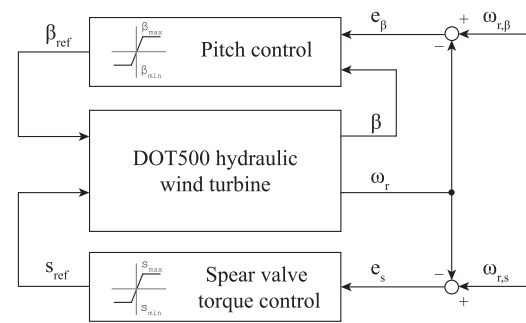 β_ref
β_max
β_min
Pitch control
e_β
+
−
ω_r,β
β
DOT500 hydraulic
wind turbine
ω_r
s_ref
s_max
s_min
Spear valve
torque control
e_s
−
+
ω_r,s